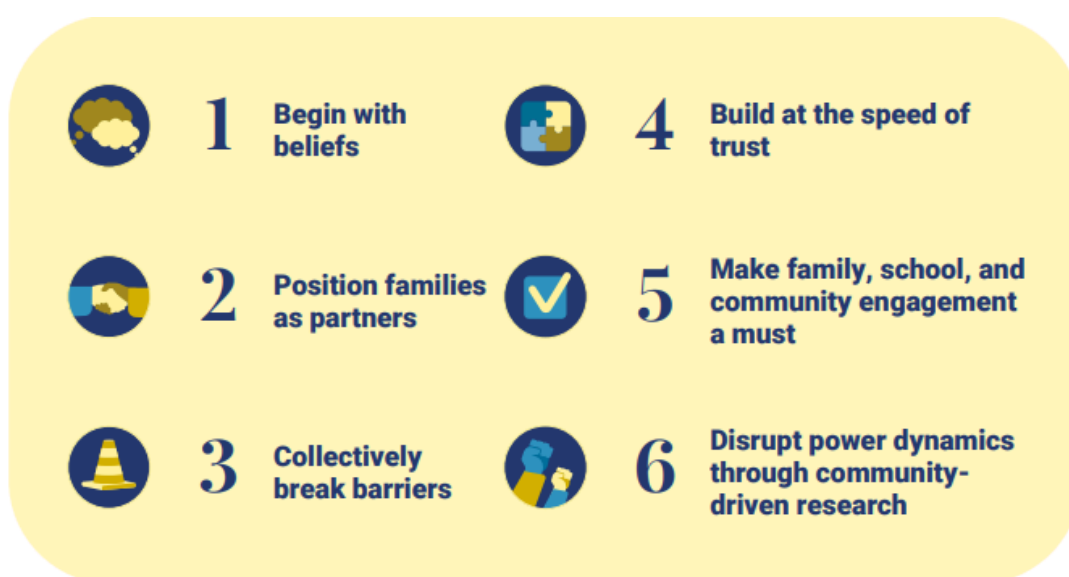 1 Begin with
beliefs
2 Position families
as partners
3 Collectively
break barriers
4 Build at the speed of
trust
5 Make family, school, and
community engagement
a must
6 Disrupt power dynamics
through community-
driven research